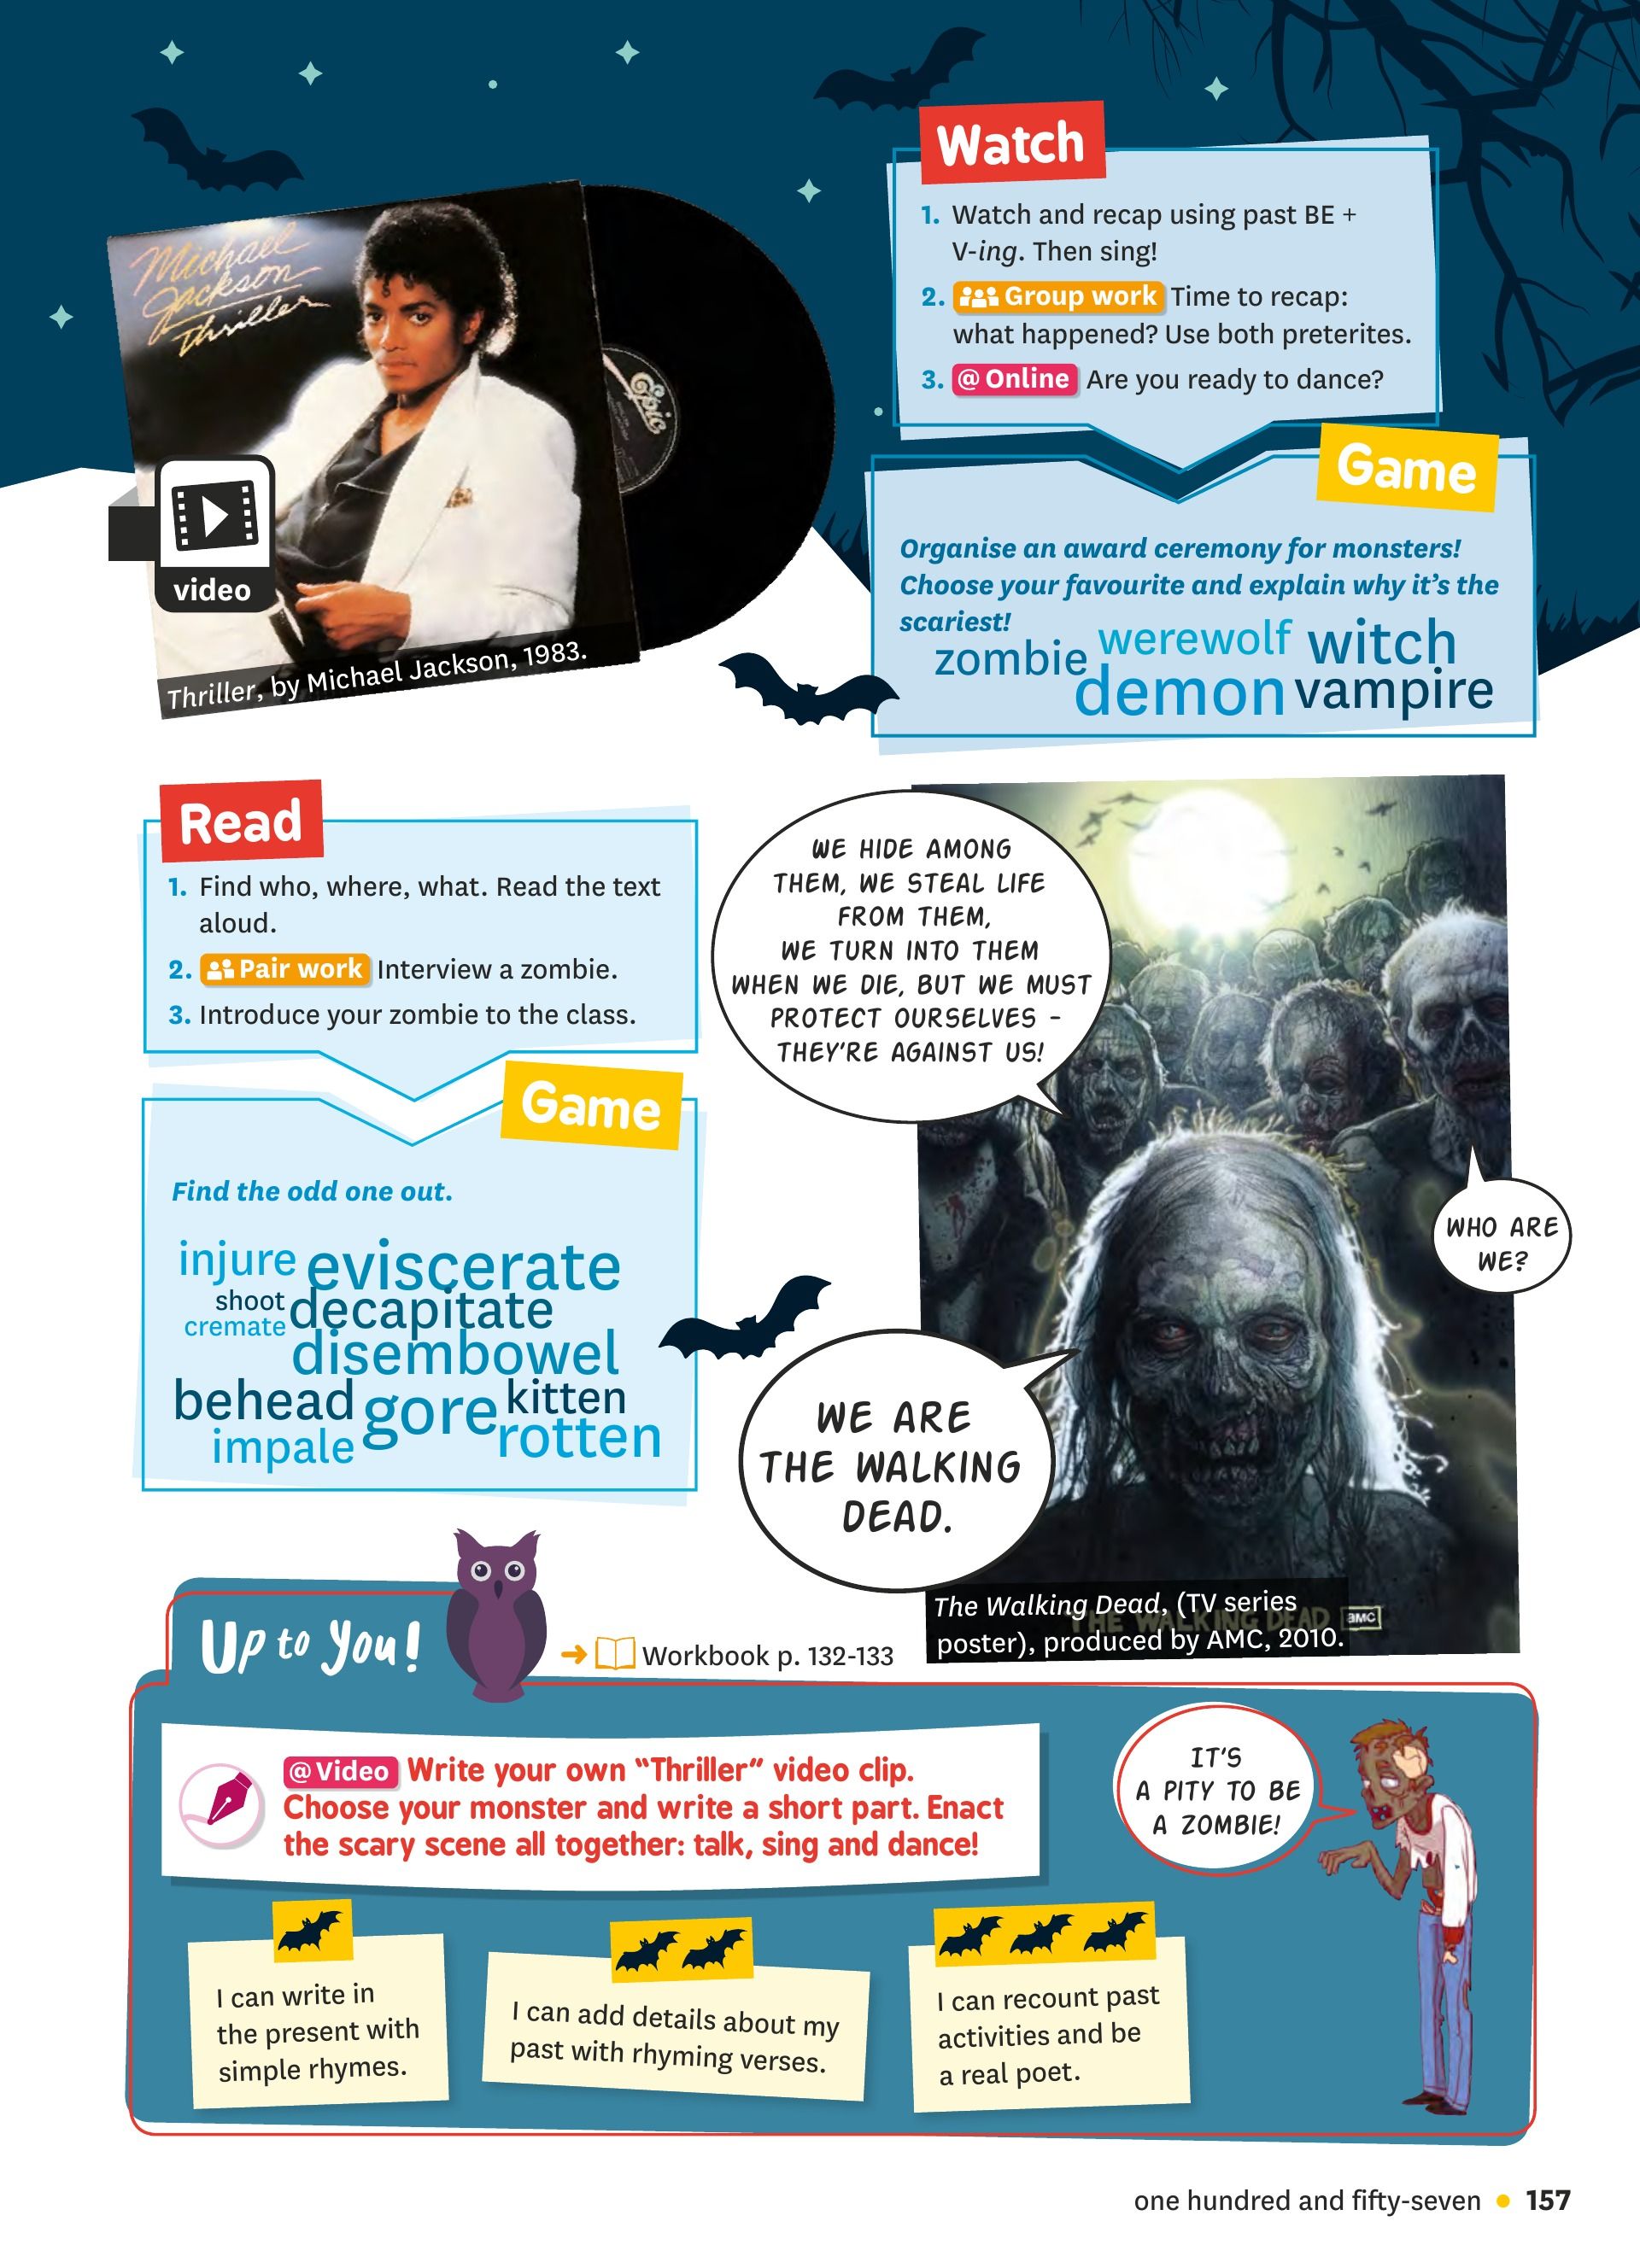 Michael
Jackson
Thriller
Epic
video
Thriller, by Michael Jackson, 1983.
Watch
1. Watch and recap using past BE +
V-ing. Then sing!
2. Group work Time to recap:
what happened? Use both preterites.
3. @ Online Are you ready to dance?
Game
Organise an award ceremony for monsters!
Choose your favourite and explain why it's the
scariest!
zombie werewolf witch
demon vampire
Read
1. Find who, where, what. Read the text
aloud.
2. Pair work Interview a zombie.
3. Introduce your zombie to the class.
Game
Find the odd one out.
injure eviscerate
shoot decapitate
cremate
disembowel
behead gore kitten
impale rotten
WE HIDE AMONG
THEM, WE STEAL LIFE
FROM THEM,
WE TURN INTO THEM
WHEN WE DIE, BUT WE MUST
PROTECT OURSELVES -
THEY'RE AGAINST US!
WHO ARE
WE?
WE ARE
THE WALKING
DEAD.
THE WALKING DEAD
aMC
The Walking Dead, (TV series
poster), produced by AMC, 2010.
Up to You!
➜ Workbook p. 132-133
@ Video Write your own "Thriller" video clip.
Choose your monster and write a short part. Enact
the scary scene all together: talk, sing and dance!
IT'S
A PITY TO BE
A ZOMBIE!
I can write in
the present with
simple rhymes.
I can add details about my
past with rhyming verses.
I can recount past
activities and be
a real poet.
one hundred and fifty-seven • 157